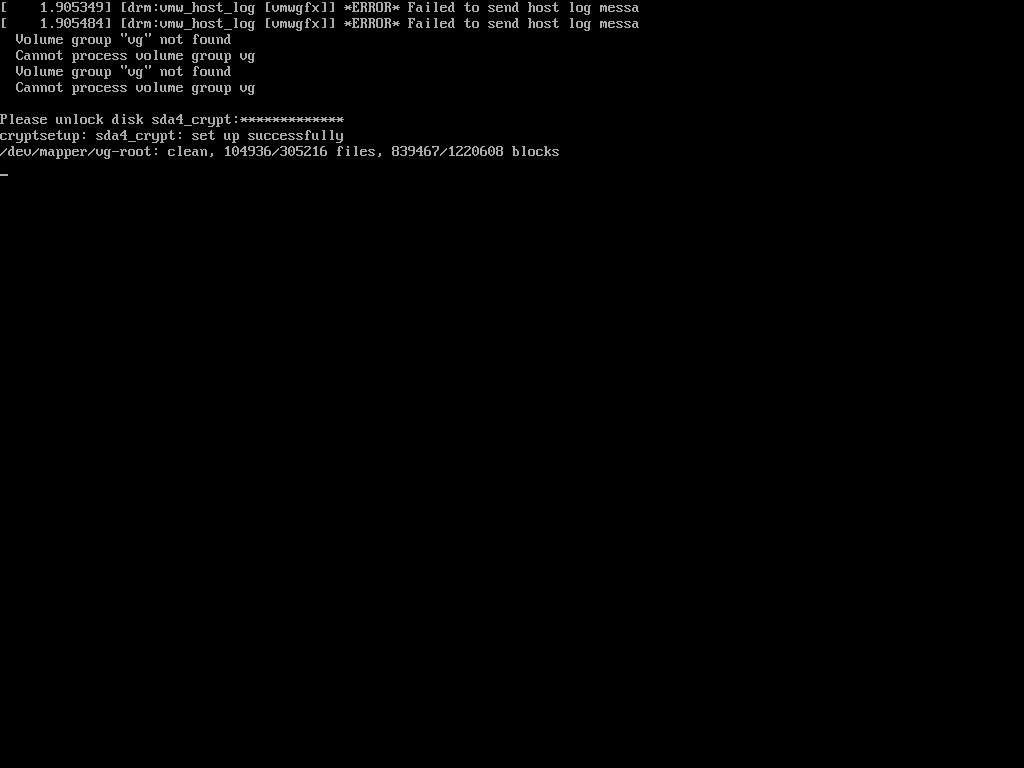 [    1.905349] [drm:vmw_host_log [vmwgfx]] *ERROR* Failed to send host log messa
[    1.905484] [drm:vmw_host_log [vmwgfx]] *ERROR* Failed to send host log messa
  Volume group "vg" not found
  Cannot process volume group vg
  Volume group "vg" not found
  Cannot process volume group vg
Please unlock disk sda4_crypt:*************
cryptsetup: sda4_crypt: set up successfully
/dev/mapper/vg-root: clean, 104936/305216 files, 839467/1220608 blocks